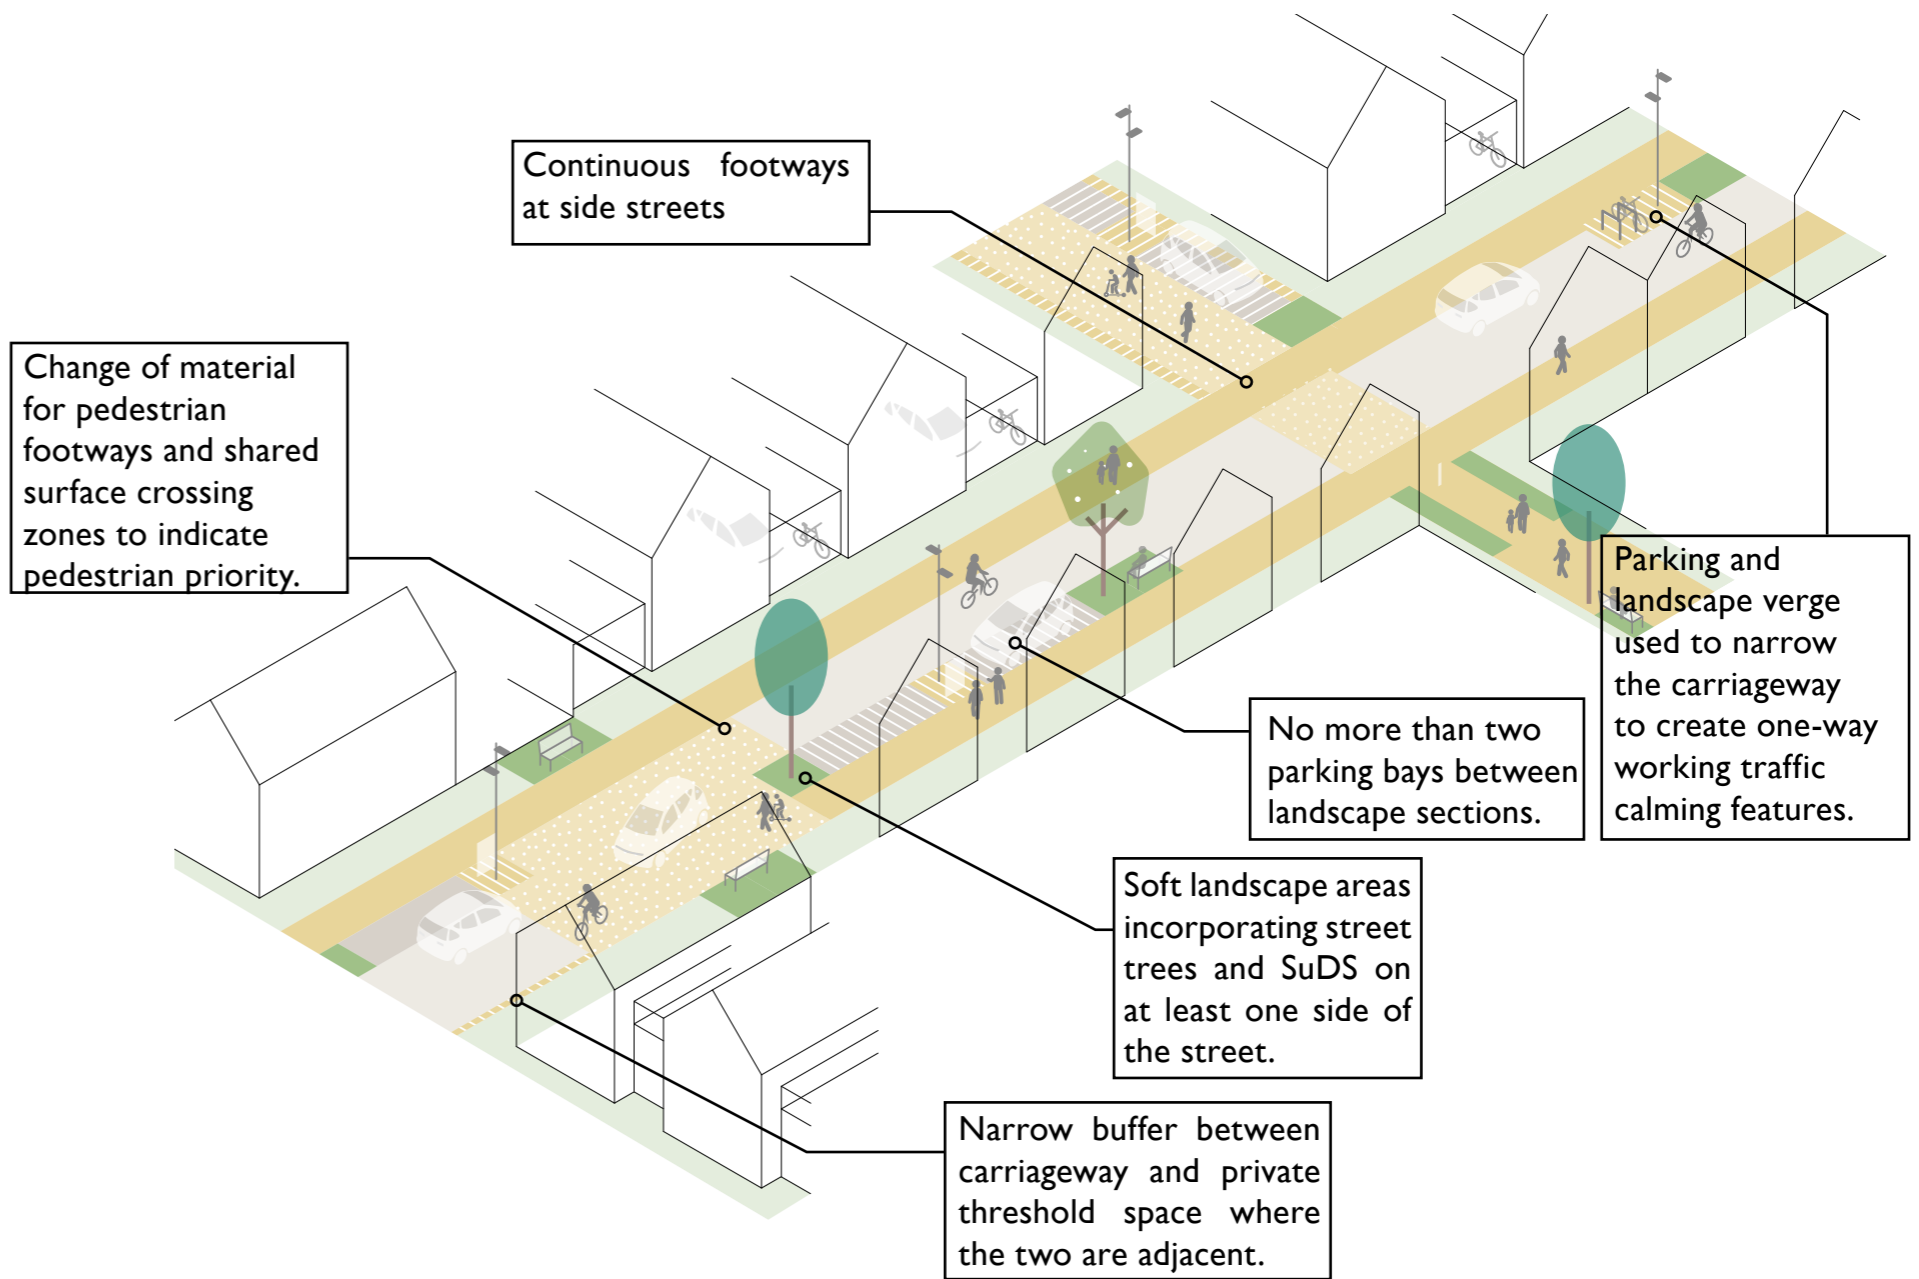 Continuous footways
at side streets
Change of material
for pedestrian
footways and shared
surface crossing
zones to indicate
pedestrian priority.
Parking and
landscape verge
used to narrow
the carriageway
to create one-way
working traffic
calming features.
No more than two
parking bays between
landscape sections.
Soft landscape areas
incorporating street
trees and SuDS on
at least one side of
the street.
Narrow buffer between
carriageway and private
threshold space where
the two are adjacent.